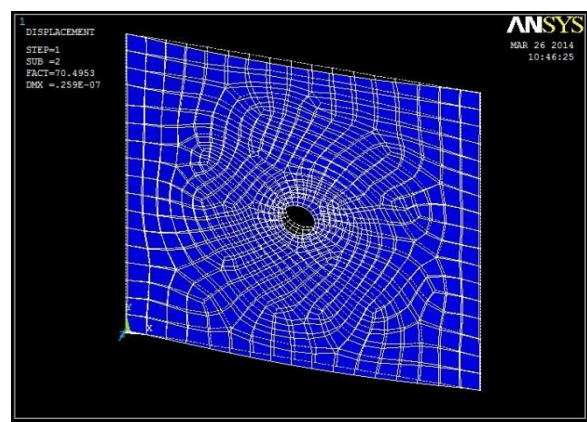 1
DISPLACEMENT
STEP=1
SUB =2
FACT=70.4953
DMX =.259E-07
ANSYS
MAR 26 2014
10:46:25
Y
X
Z